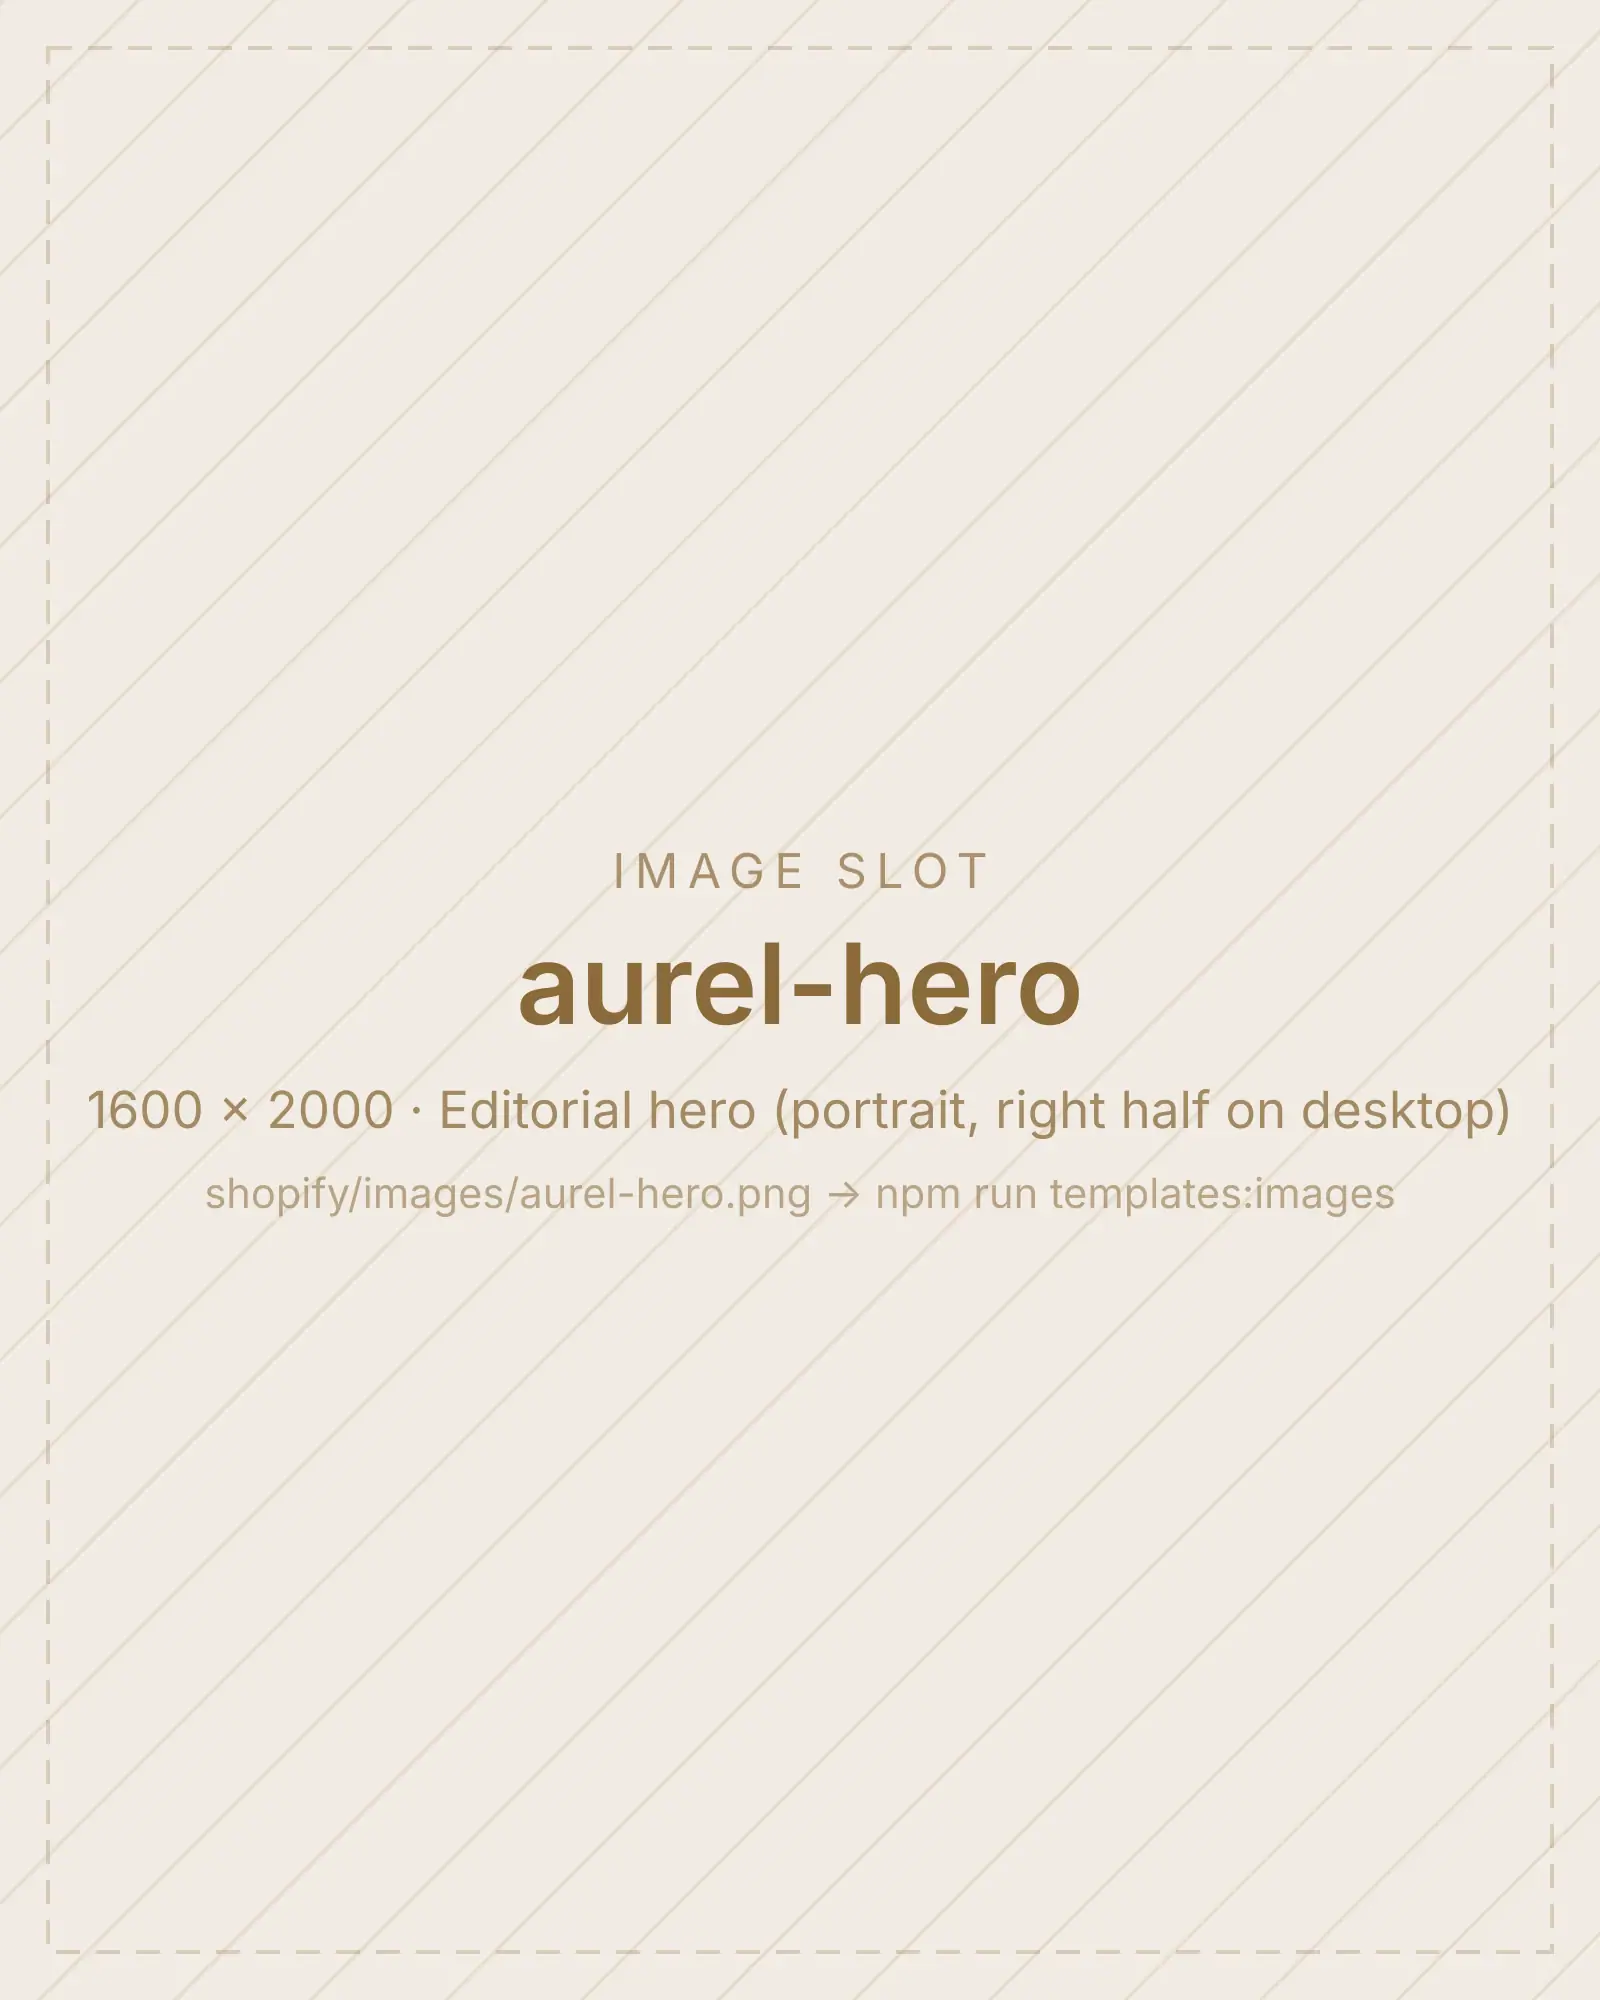 IMAGE SLOT
aurel-hero
1600 × 2000 · Editorial hero (portrait, right half on desktop)
shopify/images/aurel-hero.png → npm run templates:images